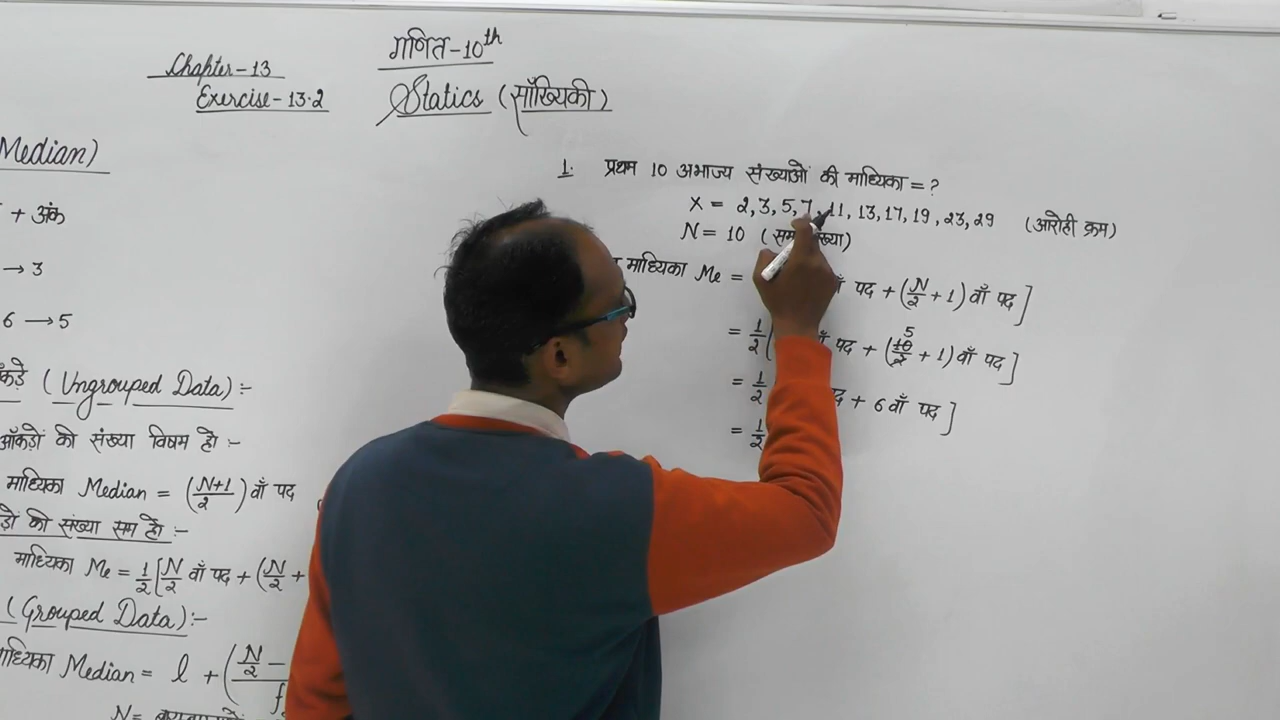 गणित-10th
Chapter-13
Exercise-13.2
Statics (साँख्यिकी)
Median)
+ अंक
→ 3
6 → 5
(Ungrouped Data):-
आँकड़ों की संख्या विषम हो :-
माध्यिका Median = (N+1/2) वाँ पद
की संख्या सम हो :-
माध्यिका Me = 1/2[N/2 वाँ पद + (N/2 +
(Grouped Data):-
Median = l + (N/2 -
f
N =
1. प्रथम 10 अभाज्य संख्याओं की माध्यिका = ?
X = 2, 3, 5, 7, 11, 13, 17, 19, 23, 29 (आरोही क्रम)
N = 10
माध्यिका Me = पद + (N/2 + 1) वाँ पद]
= 1/2[ पद + (10/2 5 + 1) वाँ पद]
= 1/2 + 6 वाँ पद]
= 1/2